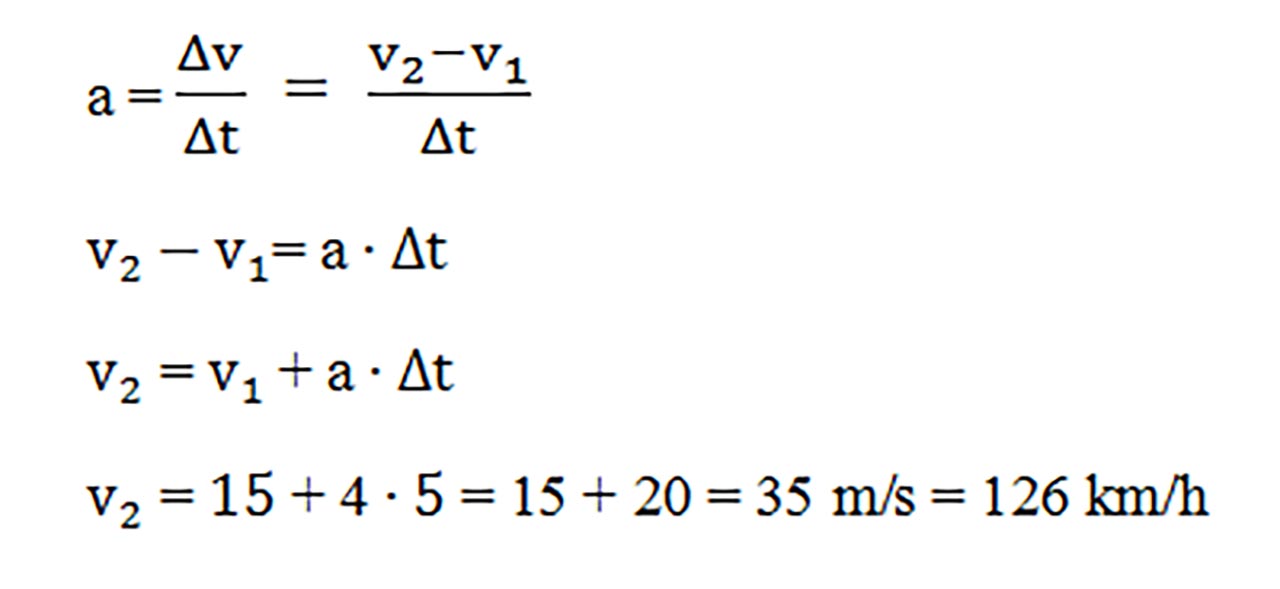 a = Δv/Δt = v₂−v₁/Δt
v₂ − v₁= a · Δt
v₂ = v₁ + a · Δt
v₂ = 15 + 4 · 5 = 15 + 20 = 35 m/s = 126 km/h